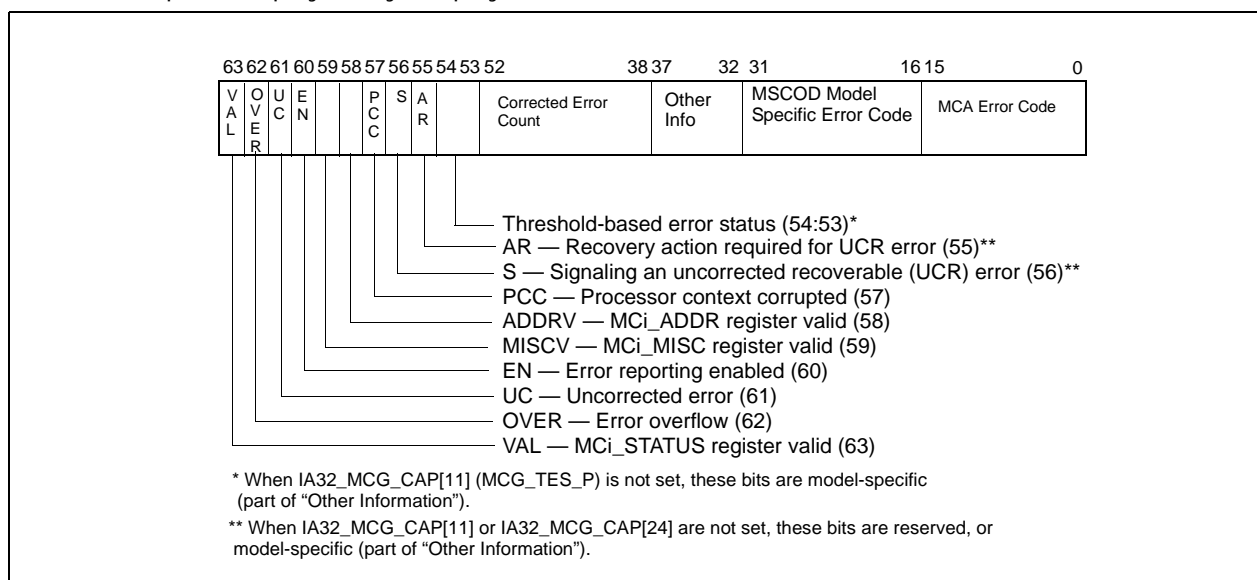 63 62 61 60 59 58 57 56 55 54 53 52 38 37 32 31 16 15 0
VAL
OVER
UC
EN
PCC
S
AR
Corrected Error
Count
Other
Info
MSCOD Model
Specific Error Code
MCA Error Code
Threshold-based error status (54:53)*
AR — Recovery action required for UCR error (55)**
S — Signaling an uncorrected recoverable (UCR) error (56)**
PCC — Processor context corrupted (57)
ADDRV — MCi_ADDR register valid (58)
MISCV — MCi_MISC register valid (59)
EN — Error reporting enabled (60)
UC — Uncorrected error (61)
OVER — Error overflow (62)
VAL — MCi_STATUS register valid (63)
* When IA32_MCG_CAP[11] (MCG_TES_P) is not set, these bits are model-specific
(part of “Other Information”).
** When IA32_MCG_CAP[11] or IA32_MCG_CAP[24] are not set, these bits are reserved, or
model-specific (part of “Other Information”).